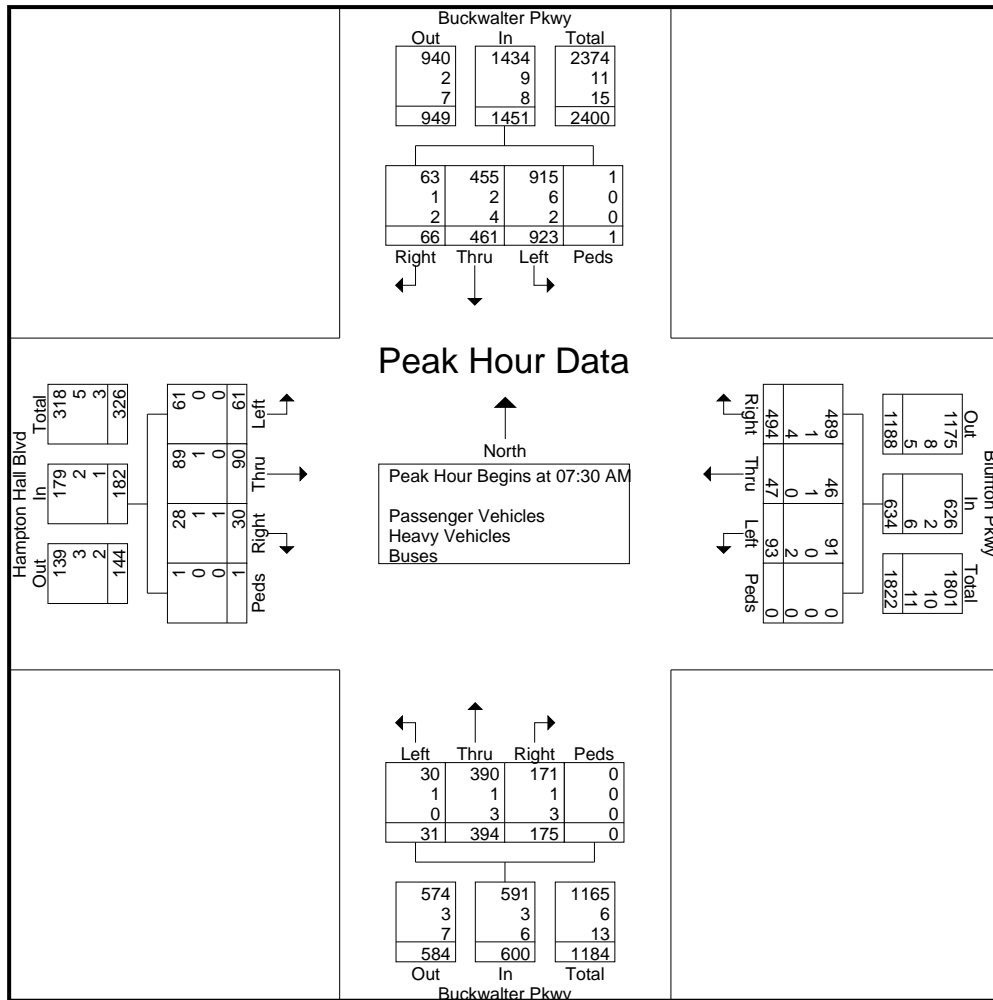 Buckwalter Pkwy
Out In Total
940 1434 2374
2 9 11
7 8 15
949 1451 2400
63 455 915 1
1 2 6 0
2 4 2 0
66 461 923 1
Right Thru Left Peds
Peak Hour Data
North
Peak Hour Begins at 07:30 AM
Passenger Vehicles
Heavy Vehicles
Buses
Hampton Hall Blvd
Out In Total
139 179 318
3 2 5
2 1 3
144 182 326
1 28 89 61
0 1 1 0
0 1 0 0
1 30 90 61
Peds Right Thru Left
Bluffton Pkwy
Out In Total
1175 626 1801
8 2 10
5 6 11
1188 634 1822
489 46 91 0
1 1 0 0
4 0 2 0
494 47 93 0
Right Thru Left Peds
Left Thru Right Peds
30 390 171 0
1 1 1 0
0 3 3 0
31 394 175 0
574 591 1165
3 3 6
7 6 13
584 600 1184
Out In Total
Buckwalter Pkwy